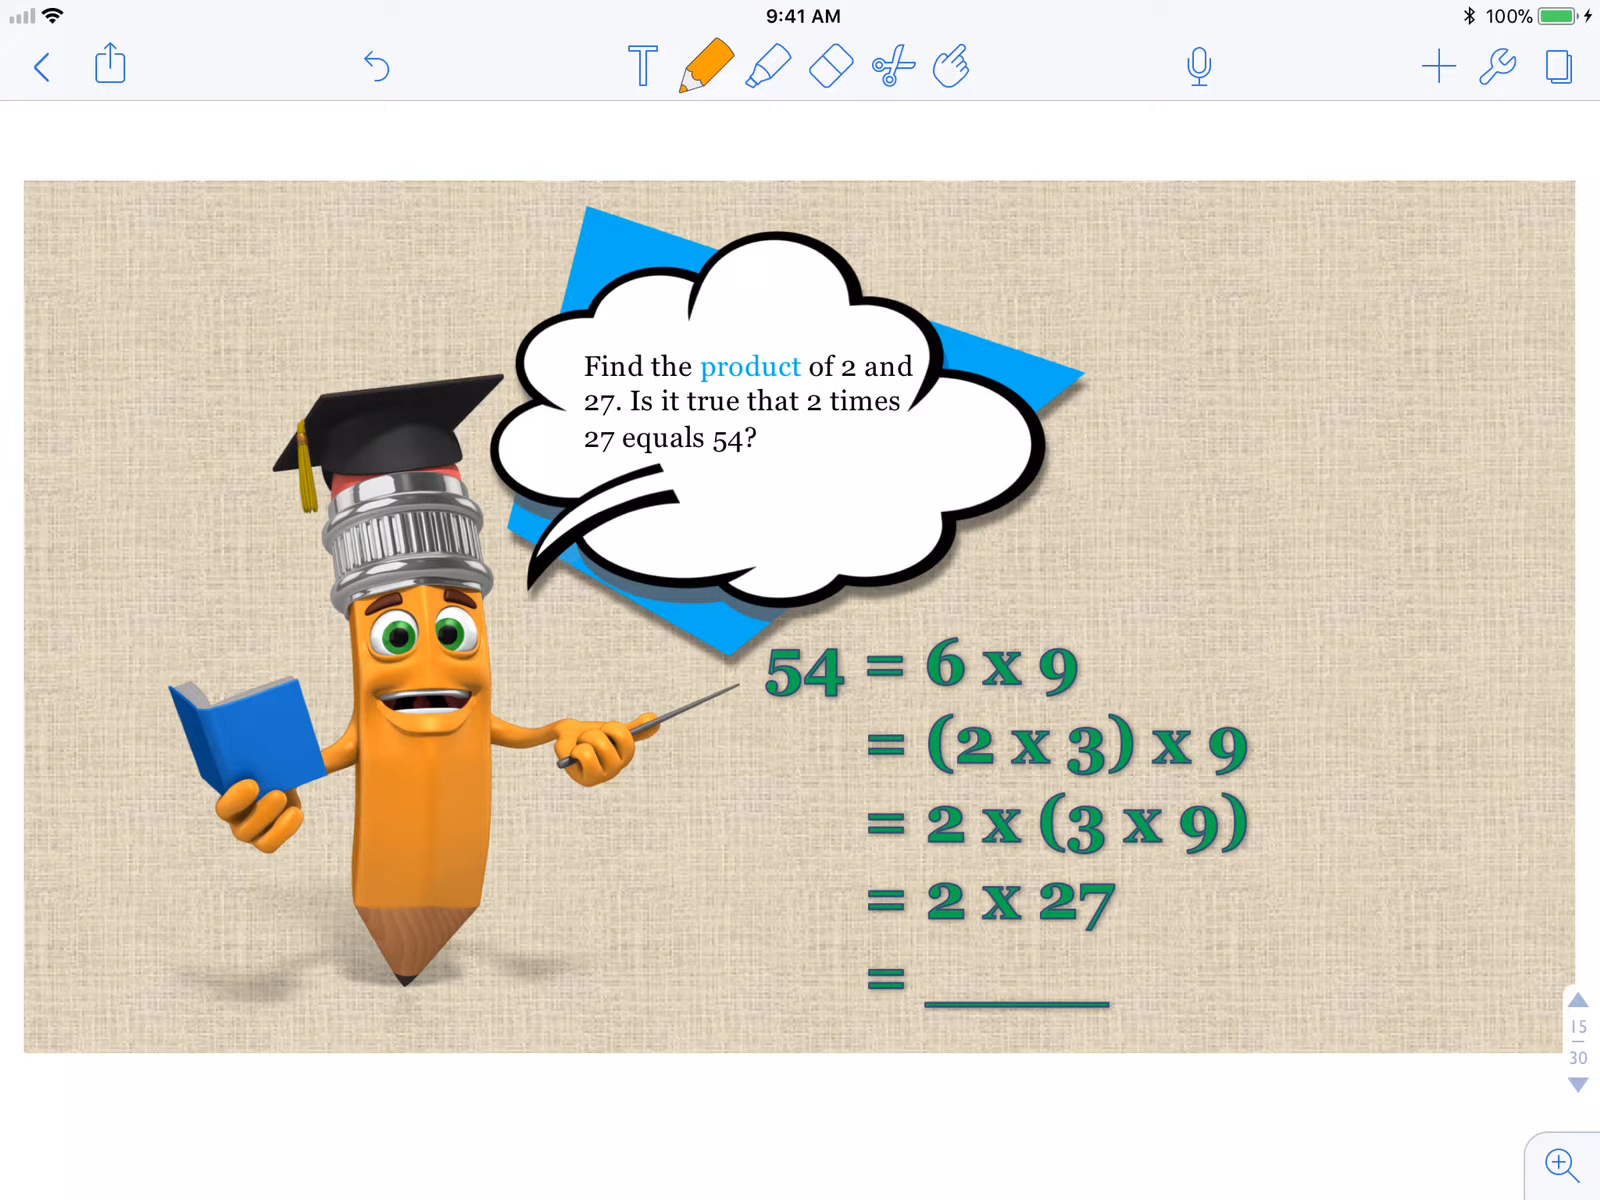 9:41 AM
100%
T
Find the product of 2 and
27. Is it true that 2 times
27 equals 54?
54 = 6 x 9
= (2 x 3) x 9
= 2 x (3 x 9)
= 2 x 27
= ________
15
30